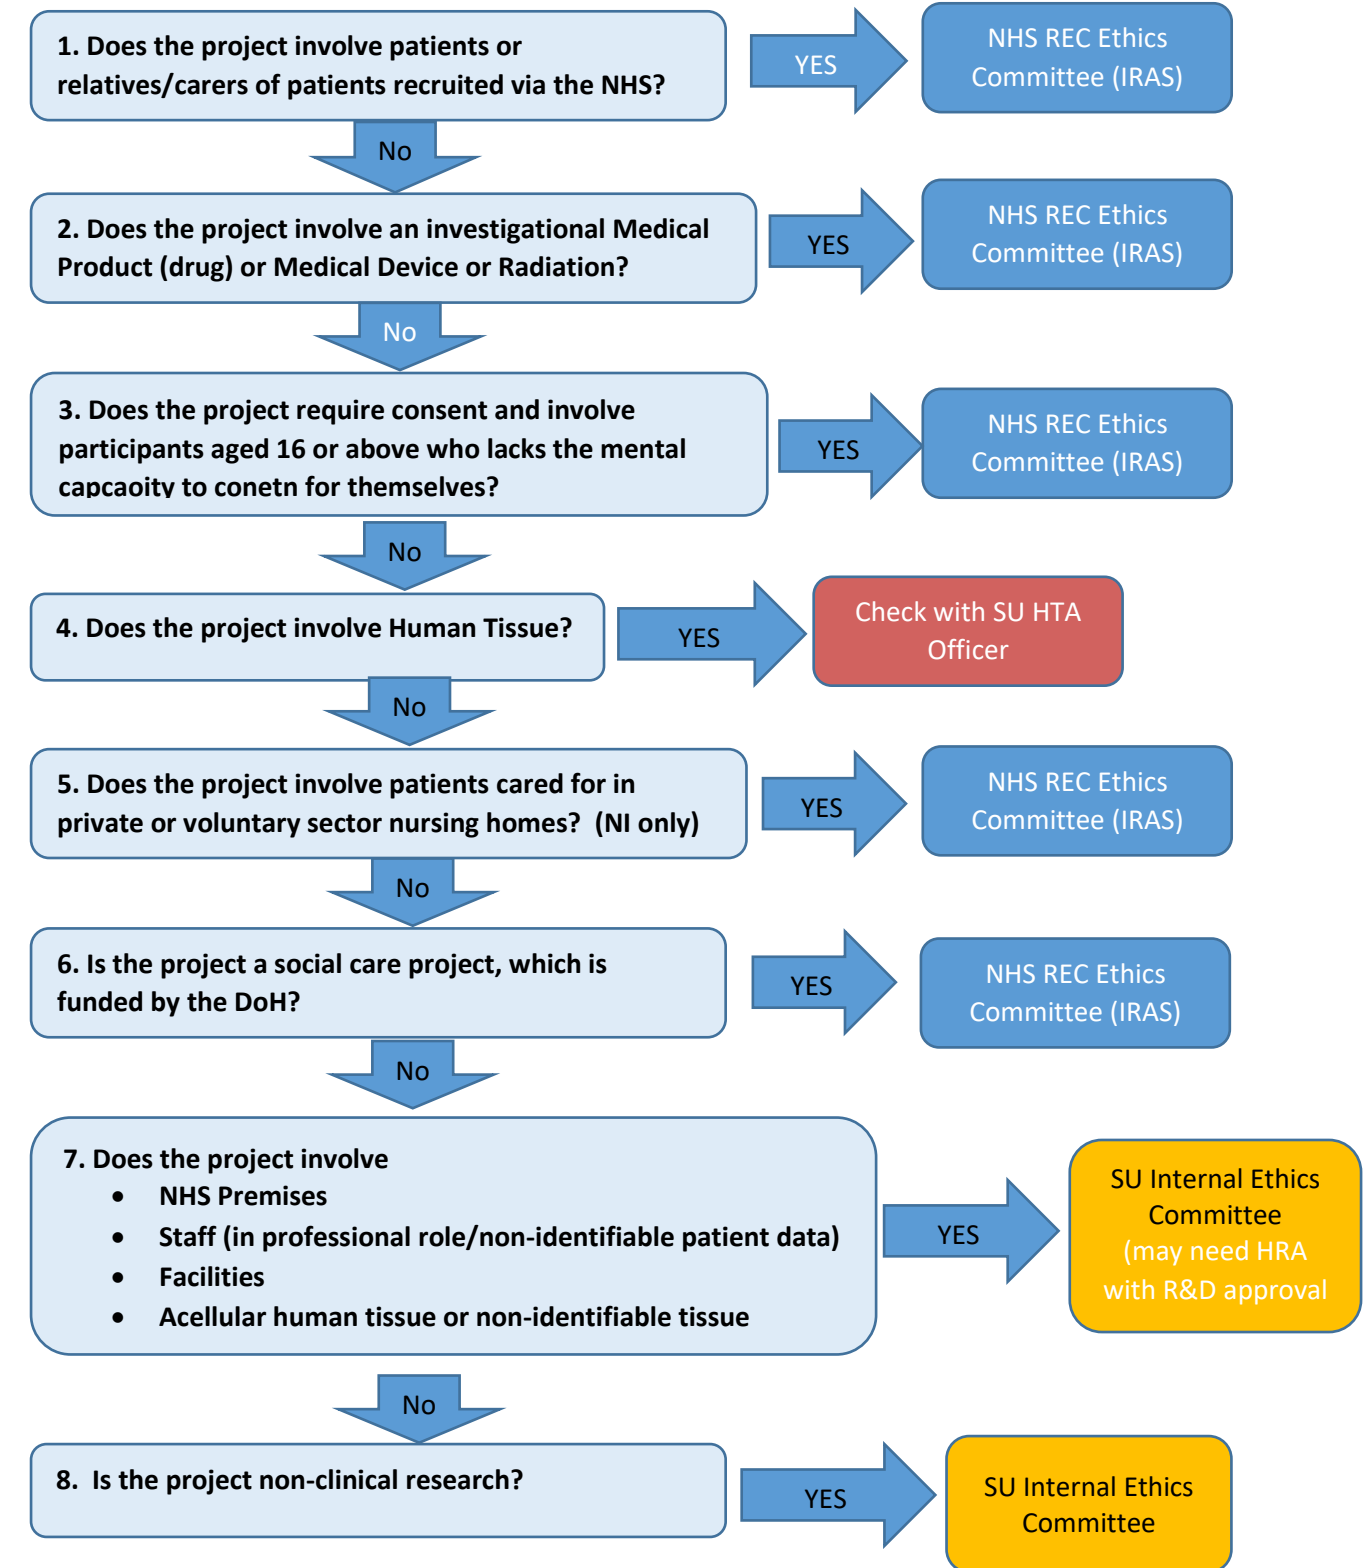 1. Does the project involve patients or
relatives/carers of patients recruited via the NHS?
YES
NHS REC Ethics
Committee (IRAS)
No
2. Does the project involve an investigational Medical
Product (drug) or Medical Device or Radiation?
YES
NHS REC Ethics
Committee (IRAS)
No
3. Does the project require consent and involve
participants aged 16 or above who lacks the mental
capcaoity to conetn for themselves?
YES
NHS REC Ethics
Committee (IRAS)
No
4. Does the project involve Human Tissue?
YES
Check with SU HTA
Officer
No
5. Does the project involve patients cared for in
private or voluntary sector nursing homes?  (NI only)
YES
NHS REC Ethics
Committee (IRAS)
No
6. Is the project a social care project, which is
funded by the DoH?
YES
NHS REC Ethics
Committee (IRAS)
No
7. Does the project involve
• NHS Premises
• Staff (in professional role/non-identifiable patient data)
• Facilities
• Acellular human tissue or non-identifiable tissue
YES
SU Internal Ethics
Committee
(may need HRA
with R&D approval
No
8.  Is the project non-clinical research?
YES
SU Internal Ethics
Committee